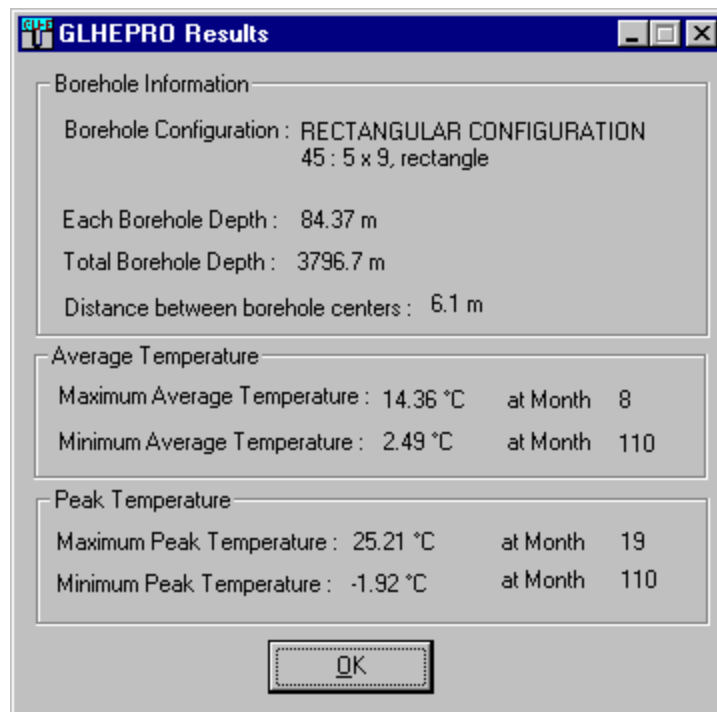 GLHEPRO Results
Borehole Information
Borehole Configuration : RECTANGULAR CONFIGURATION
45 : 5 x 9, rectangle
Each Borehole Depth : 84.37 m
Total Borehole Depth : 3796.7 m
Distance between borehole centers : 6.1 m
Average Temperature
Maximum Average Temperature : 14.36 °C at Month 8
Minimum Average Temperature : 2.49 °C at Month 110
Peak Temperature
Maximum Peak Temperature : 25.21 °C at Month 19
Minimum Peak Temperature : -1.92 °C at Month 110
OK